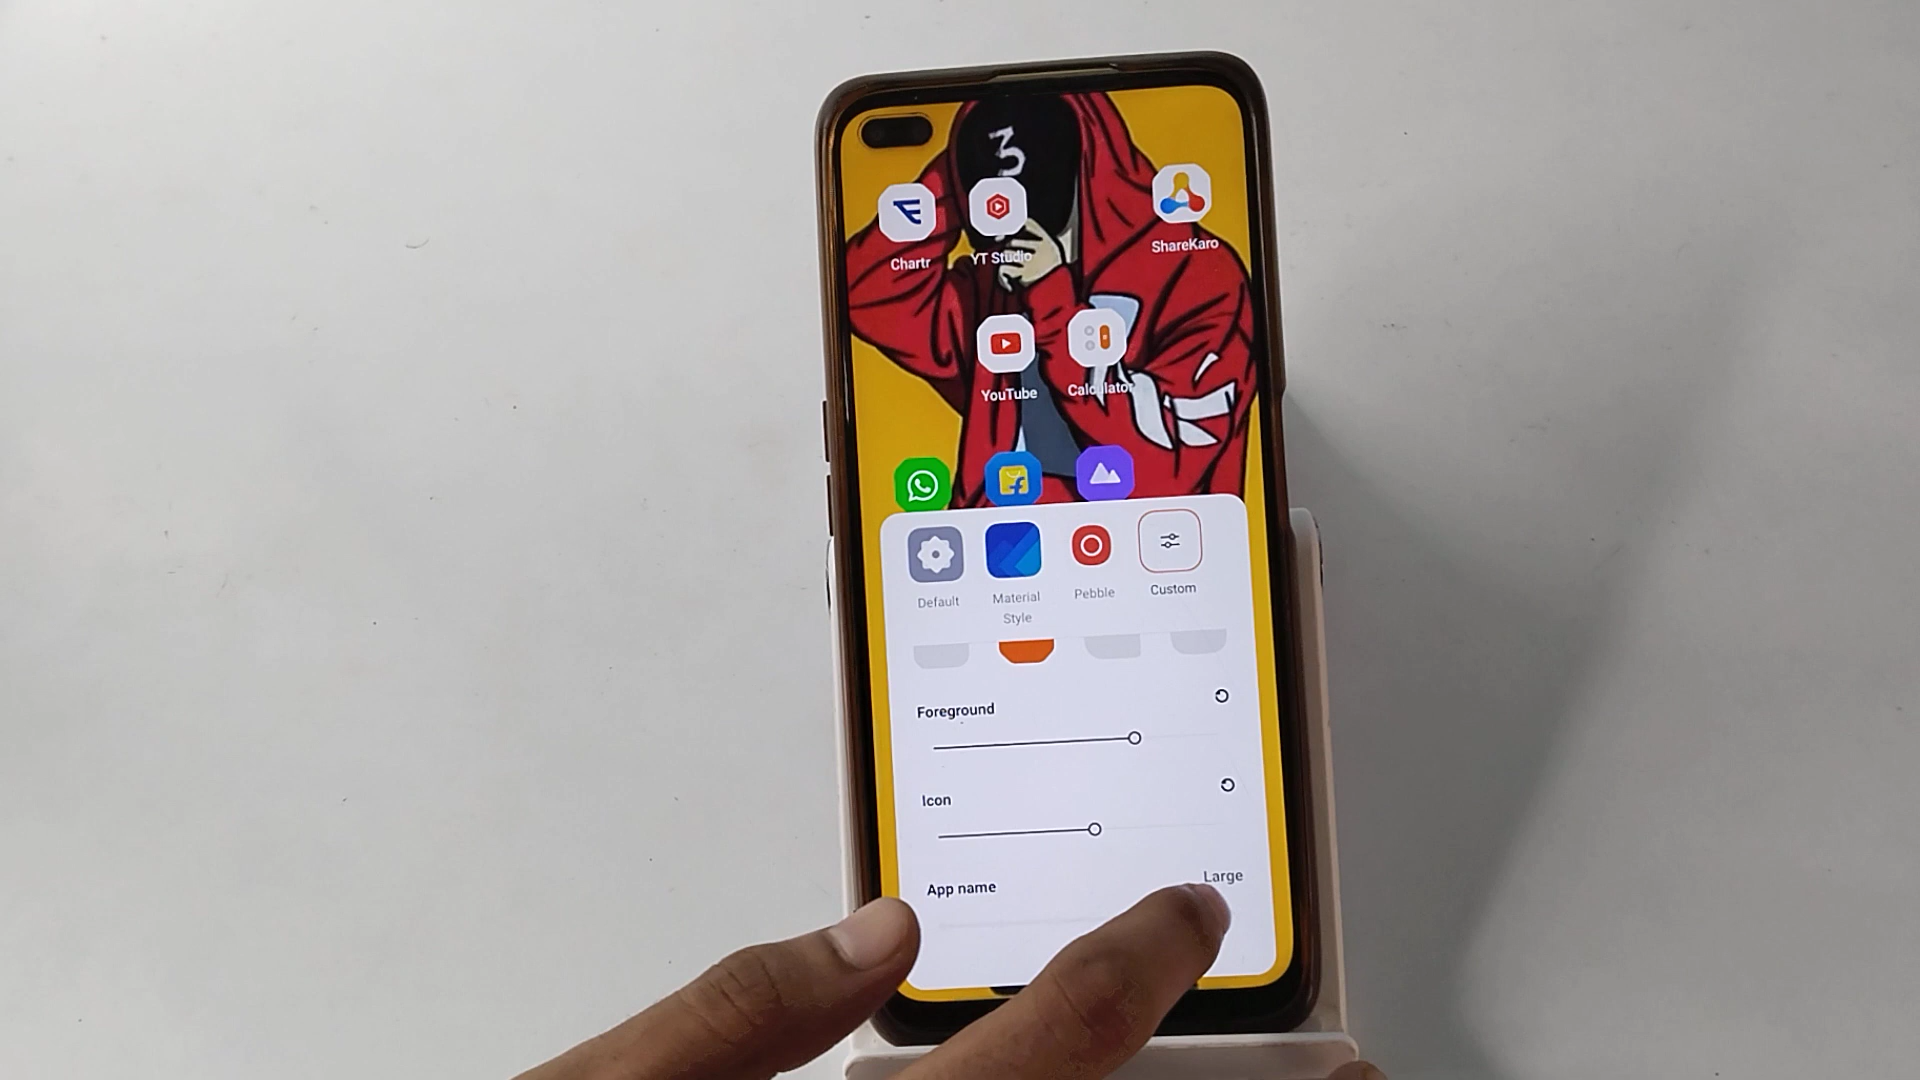 3
Chartr
YT Studio
ShareKaro
YouTube
Calculator
Default
Material
Style
Pebble
Custom
Foreground
Icon
App name
Large